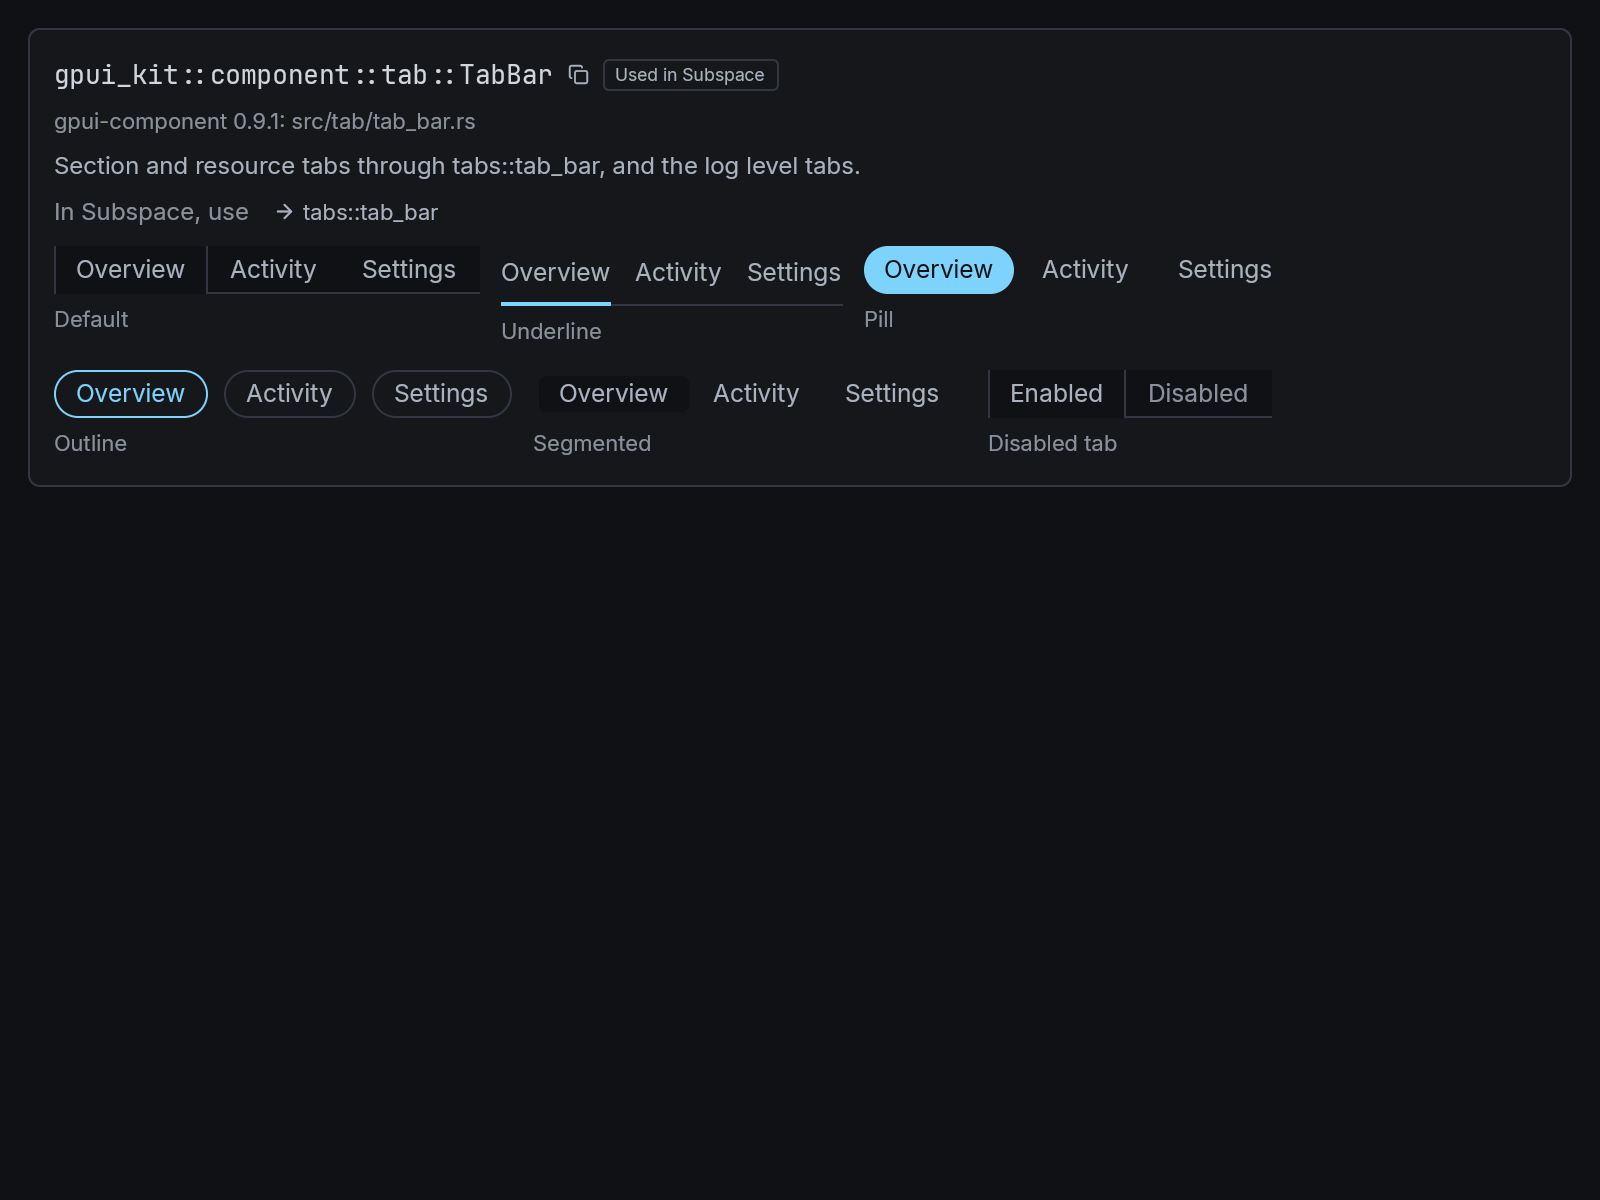 gpui_kit::component::tab::TabBar Used in Subspace
gpui-component 0.9.1: src/tab/tab_bar.rs
Section and resource tabs through tabs::tab_bar, and the log level tabs.
In Subspace, use → tabs::tab_bar
Overview Activity Settings
Default
Overview Activity Settings
Underline
Overview Activity Settings
Pill
Overview Activity Settings
Outline
Overview Activity Settings
Segmented
Enabled Disabled
Disabled tab